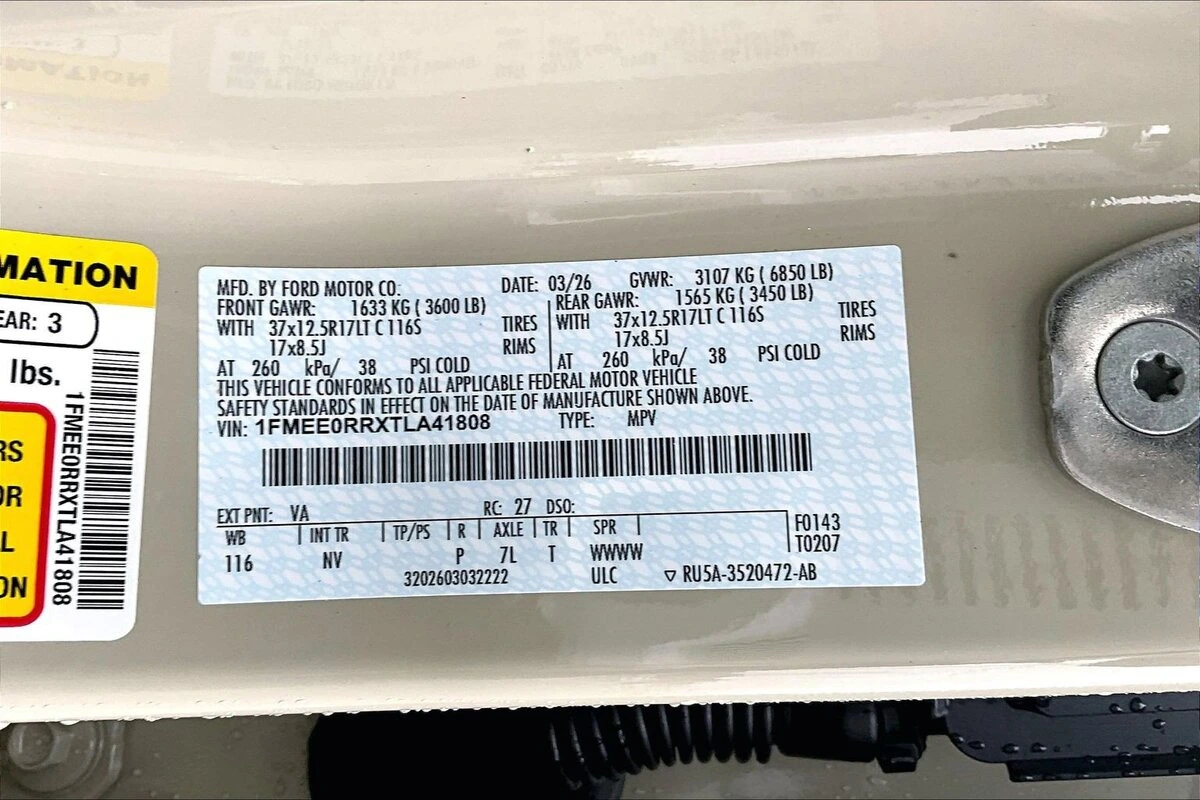 MATION
EAR: 3
lbs.
RS
OR
L
ON
1FMEE0RRXTLA41808
MFD. BY FORD MOTOR CO. DATE: 03/26 GVWR: 3107 KG ( 6850 LB)
FRONT GAWR: 1633 KG ( 3600 LB) REAR GAWR: 1565 KG ( 3450 LB)
WITH 37x12.5R17LT C 116S TIRES WITH 37x12.5R17LT C 116S TIRES
17x8.5J RIMS 17x8.5J RIMS
AT 260 kPa/ 38 PSI COLD AT 260 kPa/ 38 PSI COLD
THIS VEHICLE CONFORMS TO ALL APPLICABLE FEDERAL MOTOR VEHICLE
SAFETY STANDARDS IN EFFECT ON THE DATE OF MANUFACTURE SHOWN ABOVE.
VIN: 1FMEE0RRXTLA41808 TYPE: MPV
EXT PNT: VA RC: 27 DSO:
WB INT TR TP/PS R AXLE TR SPR F0143
116 NV P 7L T WWWW T0207
3202603032222 ULC ▽ RU5A-3520472-AB